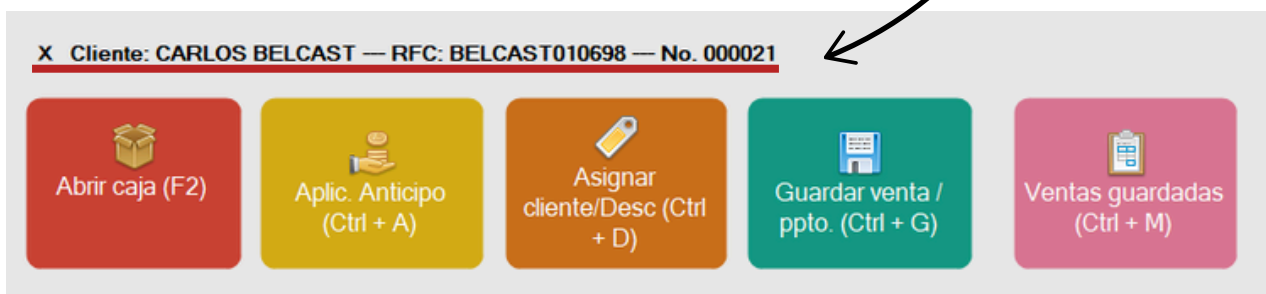 X Cliente: CARLOS BELCAST --- RFC: BELCAST010698 --- No. 000021
Abrir caja (F2)
Aplic. Anticipo
(Ctrl + A)
Asignar
cliente/Desc (Ctrl
+ D)
Guardar venta /
ppto. (Ctrl + G)
Ventas guardadas
(Ctrl + M)